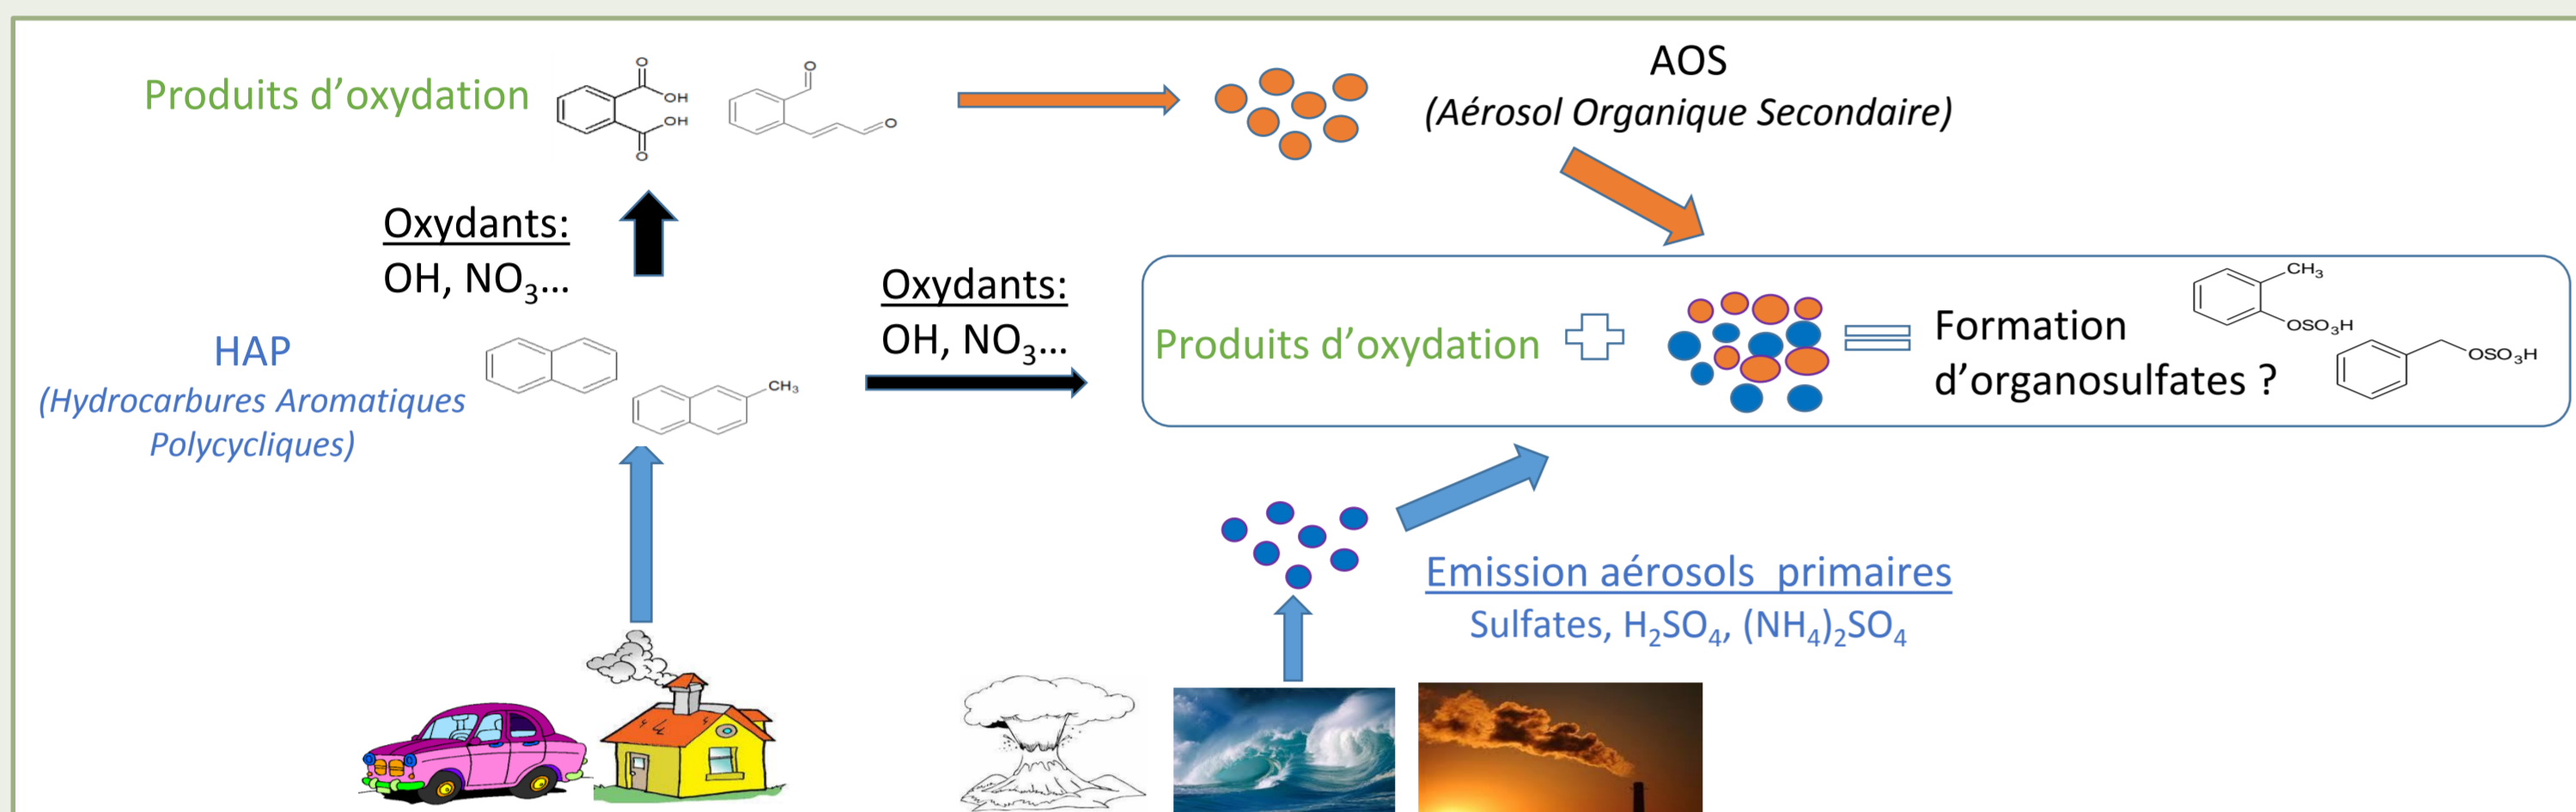 Produits d'oxydation
O
OH
OH
O
O
O
AOS
(Aérosol Organique Secondaire)
Oxydants:
OH, NO₃...
HAP
(Hydrocarbures Aromatiques
Polycycliques)
CH₃
Oxydants:
OH, NO₃...
Produits d'oxydation
Formation
d'organosulfates ?
CH₃
OSO₃H
OSO₃H
Emission aérosols primaires
Sulfates, H₂SO₄, (NH₄)₂SO₄